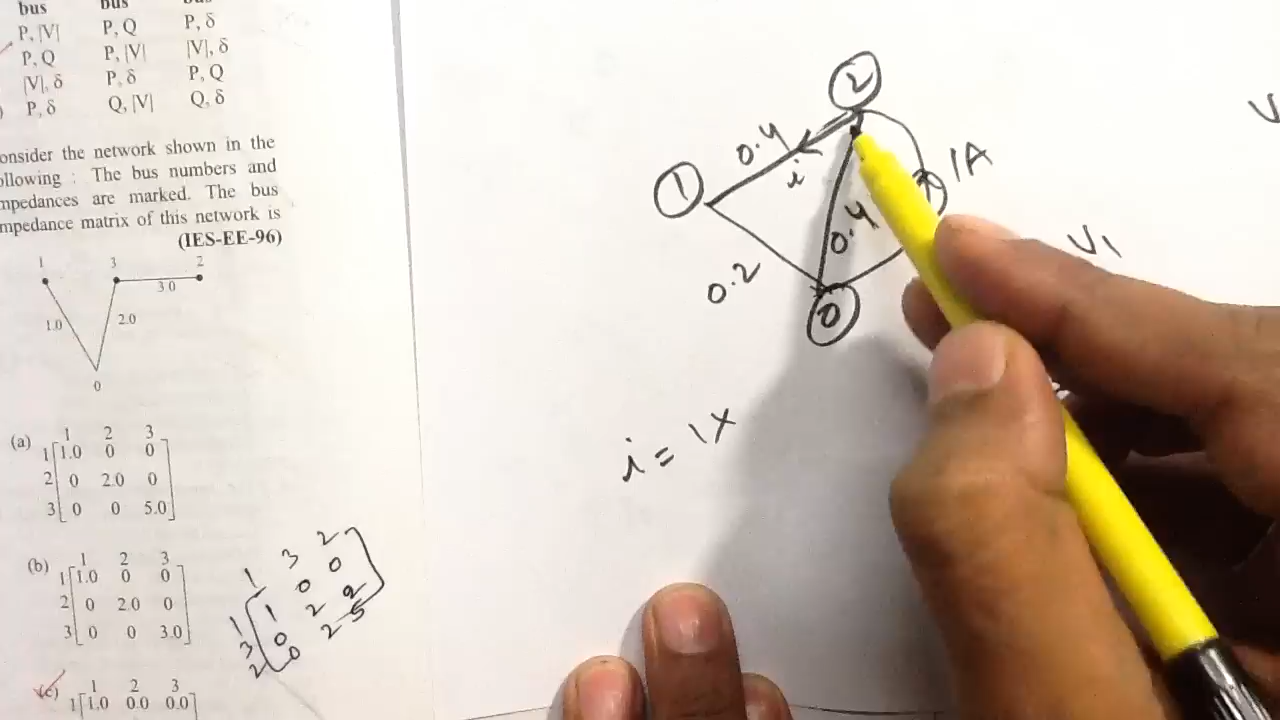 bus bus bus
P, |V| P, Q P, δ
P, Q P, |V| |V|, δ
|V|, δ P, δ P, Q
) P, δ Q, |V| Q, δ
onsider the network shown in the
llowing : The bus numbers and
mpedances are marked. The bus
mpedance matrix of this network is
(IES-EE-96)
1 3 2
3.0
1.0 2.0
0
(a) 1 2 3
1 1.0 0 0
2 0 2.0 0
3 0 0 5.0
(b) 1 2 3
1 1.0 0 0
2 0 2.0 0
3 0 0 3.0
(c) 1 2 3
1 1.0 0.0 0.0
1 3 2
1 1 0 0
3 0 2 2
2 0 2 5
2
0.4
i
1A
1
0.4
0.2
0
V1
V
i = 1X